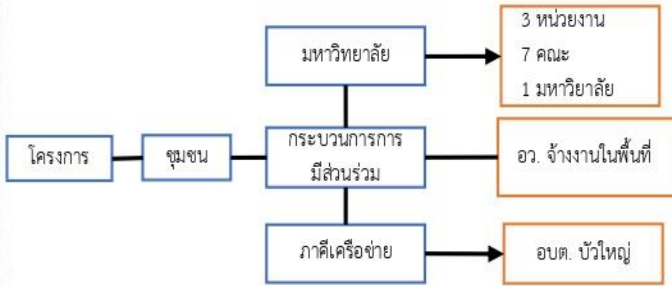 มหาวิทยาลัย
3 หน่วยงาน
7 คณะ
1 มหาวิยาลัย
โครงการ
ชุมชน
กระบวนการการ
มีส่วนร่วม
อว. จ้างงานในพื้นที่
ภาคีเครือข่าย
อบต. บัวใหญ่